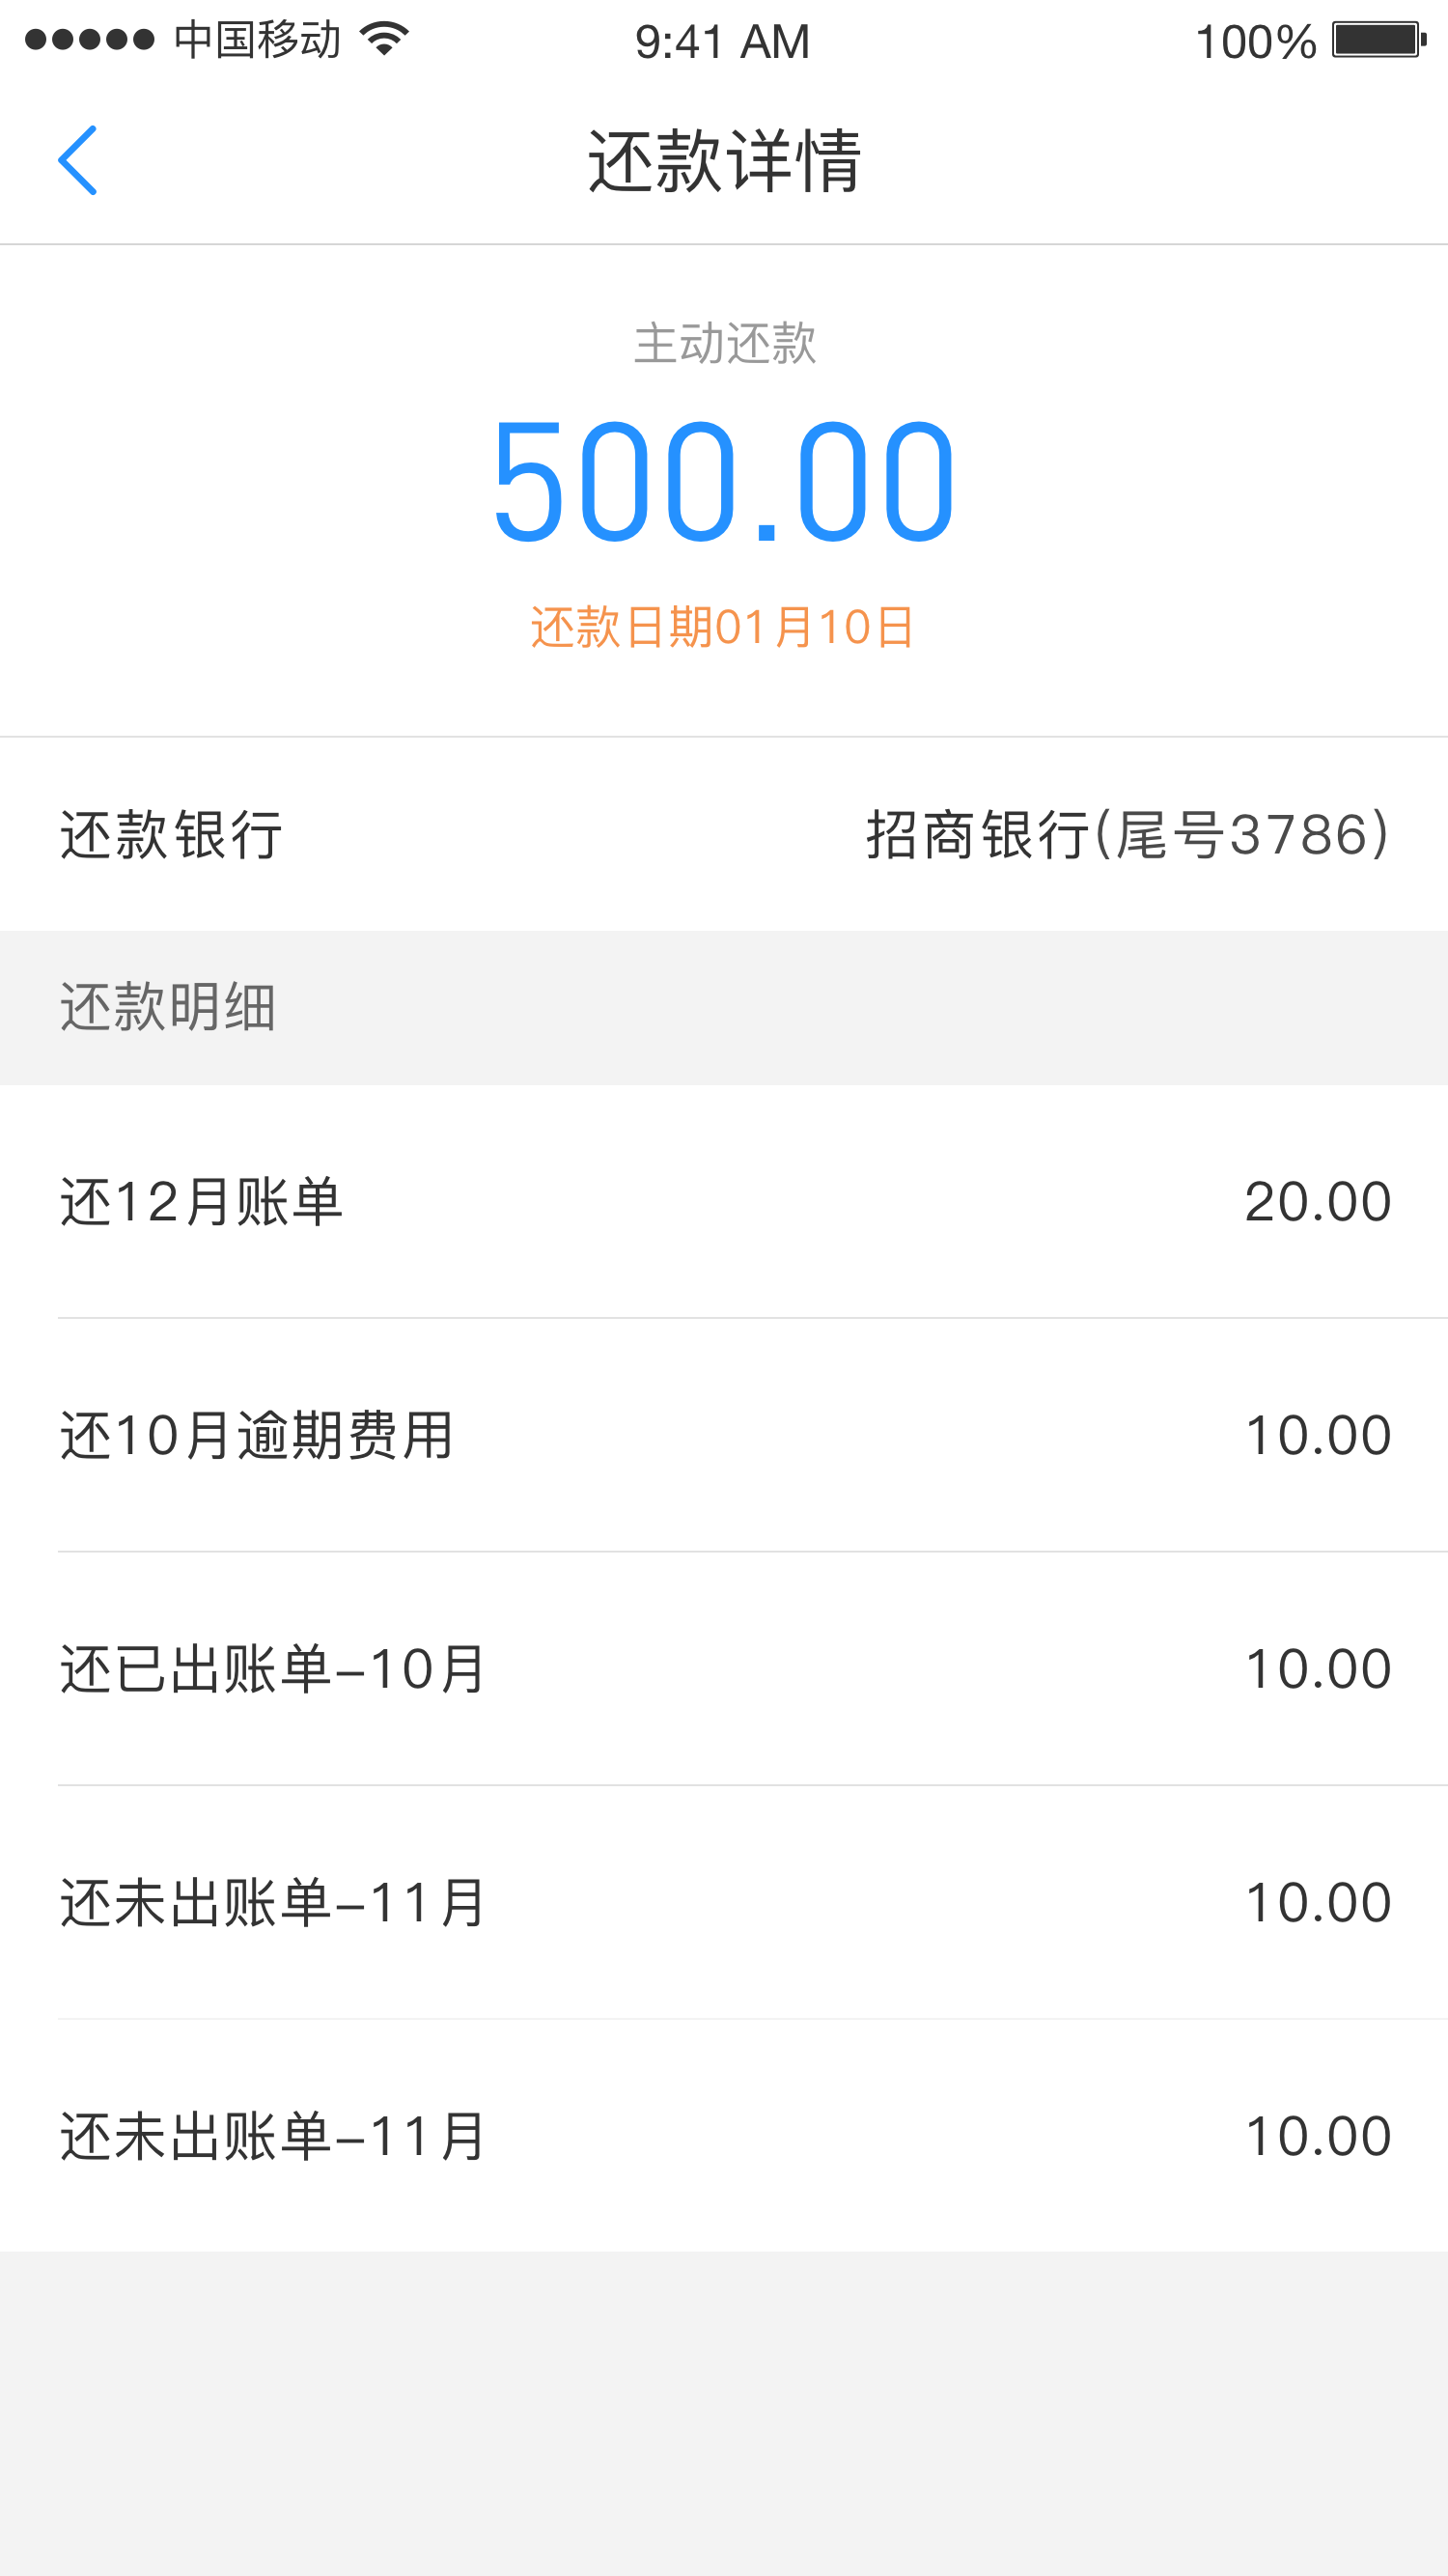 中国移动 9:41 AM 100%
还款详情
主动还款
500.00
还款日期01月10日
还款银行 招商银行(尾号3786)
还款明细
还12月账单 20.00
还10月逾期费用 10.00
还已出账单-10月 10.00
还未出账单-11月 10.00
还未出账单-11月 10.00